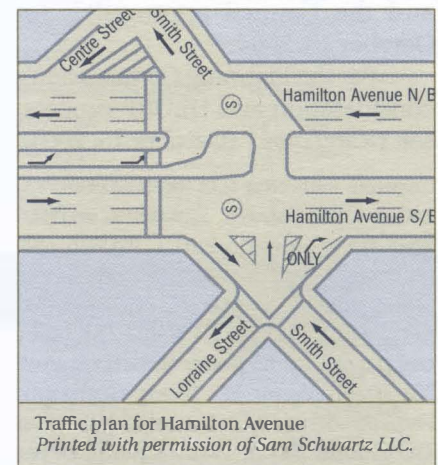 Centre Street
Smith Street
S
Hamilton Avenue N/B
S
Hamilton Avenue S/B
ONLY
Lorraine Street
Smith Street
Traffic plan for Hamilton Avenue
Printed with permission of Sam Schwartz LLC.